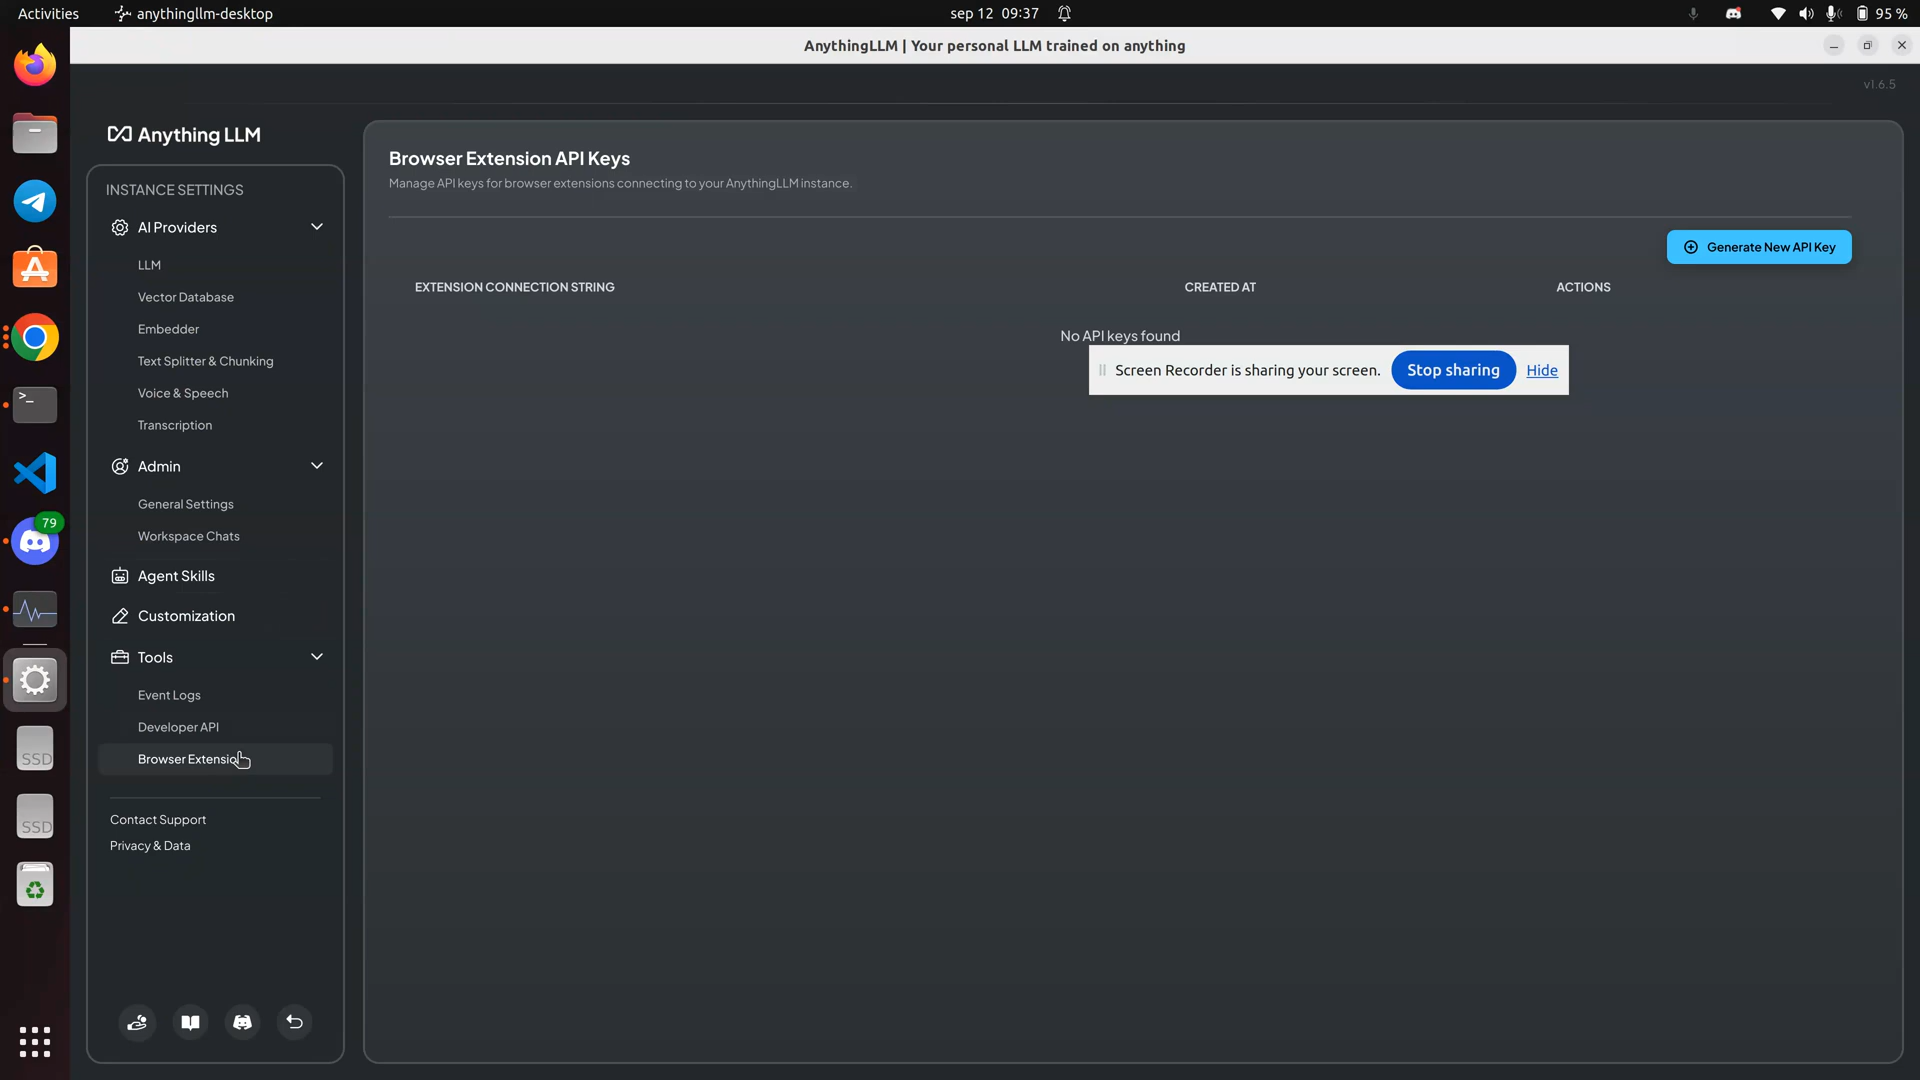 Activities
anythingllm-desktop
sep 12 09:37
95 %
AnythingLLM | Your personal LLM trained on anything
v1.6.5
Anything LLM
INSTANCE SETTINGS
AI Providers
LLM
Vector Database
Embedder
Text Splitter & Chunking
Voice & Speech
Transcription
Admin
General Settings
Workspace Chats
Agent Skills
Customization
Tools
Event Logs
Developer API
Browser Extension
Contact Support
Privacy & Data
Browser Extension API Keys
Manage API keys for browser extensions connecting to your AnythingLLM instance.
Generate New API Key
EXTENSION CONNECTION STRING CREATED AT ACTIONS
No API keys found
Screen Recorder is sharing your screen. Stop sharing Hide
79
SSD
SSD